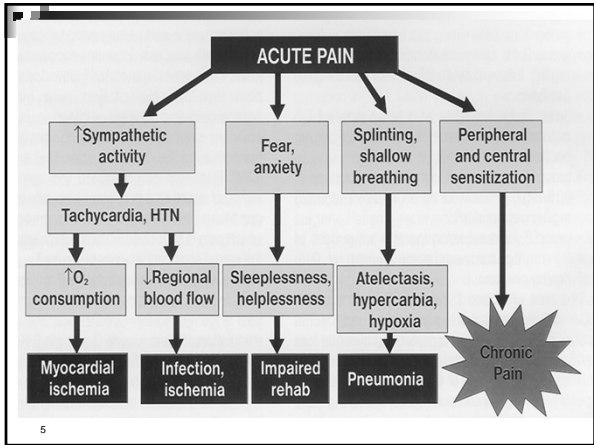 ACUTE PAIN
↑Sympathetic
activity
Fear,
anxiety
Splinting,
shallow
breathing
Peripheral
and central
sensitization
Tachycardia, HTN
↑O₂
consumption
↓Regional
blood flow
Sleeplessness,
helplessness
Atelectasis,
hypercarbia,
hypoxia
Myocardial
ischemia
Infection,
ischemia
Impaired
rehab
Pneumonia
Chronic
Pain
5